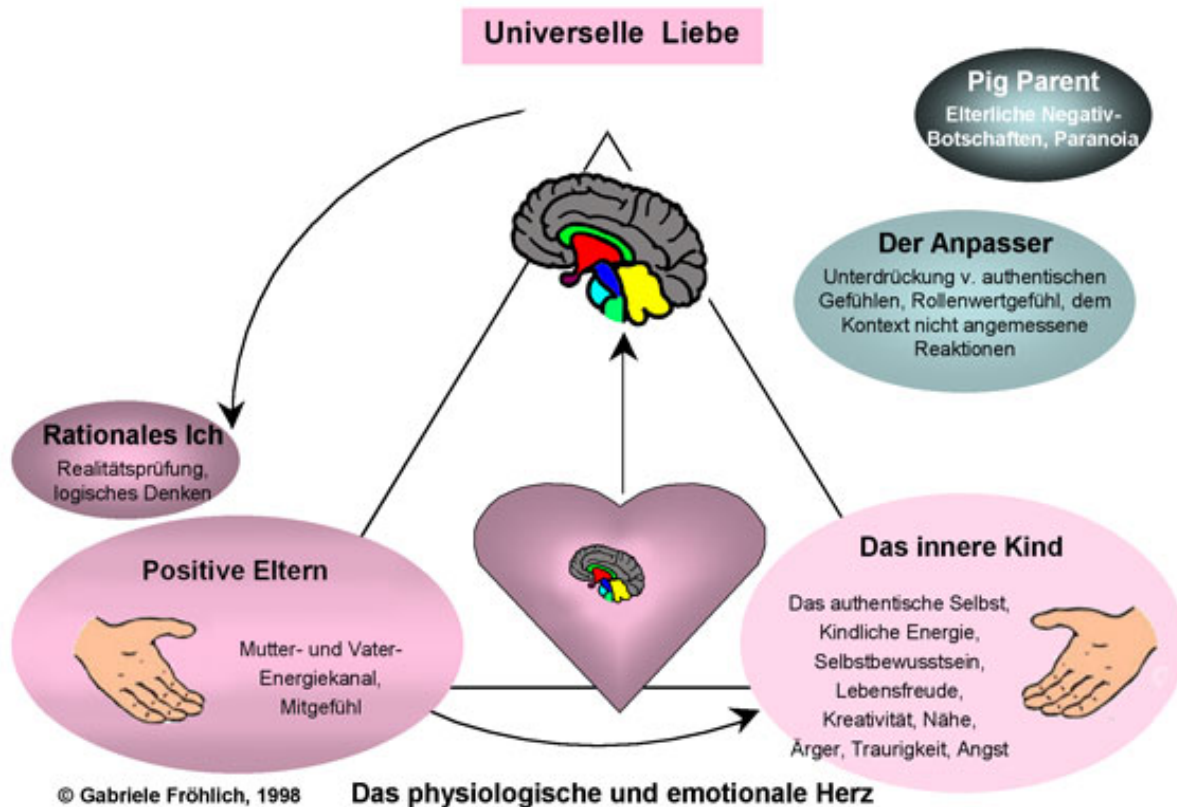 Universelle Liebe
Pig Parent
Elterliche Negativ-
Botschaften, Paranoia
Der Anpasser
Unterdrückung v. authentischen
Gefühlen, Rollenwertgefühl, dem
Kontext nicht angemessene
Reaktionen
Rationales Ich
Realitätsprüfung,
logisches Denken
Positive Eltern
Mutter- und Vater-
Energiekanal,
Mitgefühl
Das innere Kind
Das authentische Selbst,
Kindliche Energie,
Selbstbewusstsein,
Lebensfreude,
Kreativität, Nähe,
Ärger, Traurigkeit, Angst
© Gabriele Fröhlich, 1998
Das physiologische und emotionale Herz